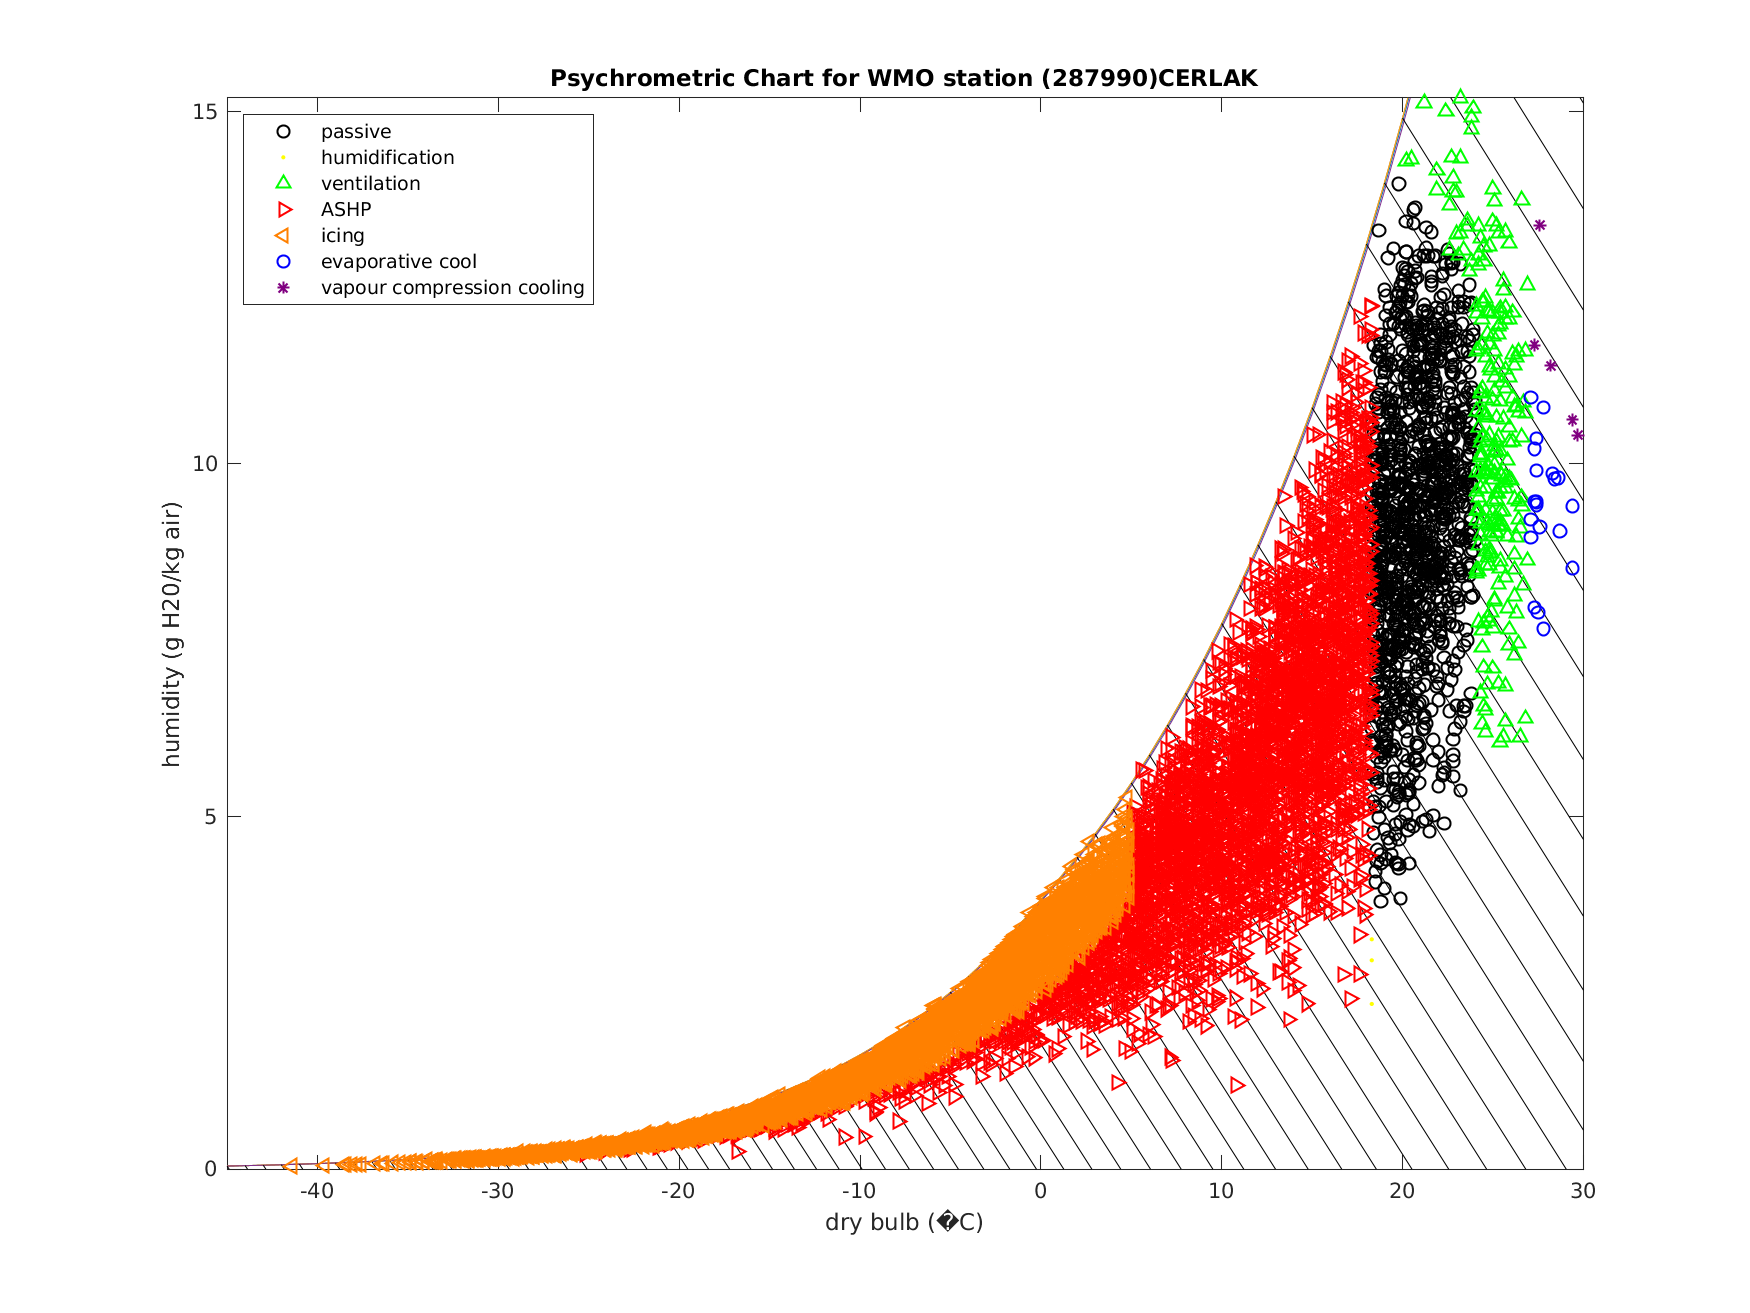 Psychrometric Chart for WMO station (287990)CERLAK
passive
humidification
ventilation
ASHP
icing
evaporative cool
vapour compression cooling
humidity (g H20/kg air)
15
10
5
0
-40 -30 -20 -10 0 10 20 30
dry bulb (�C)